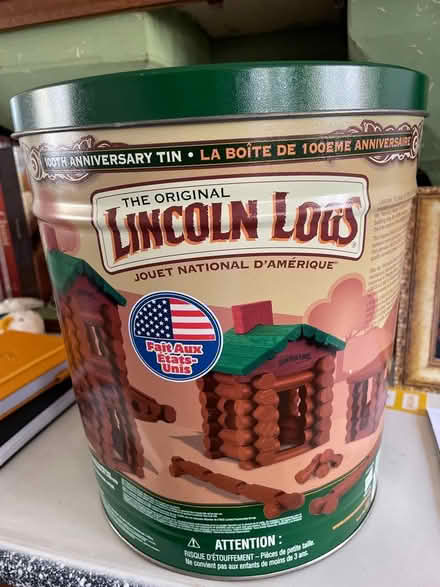 100TH ANNIVERSARY TIN • LA BOÎTE DE 100EME ANNIVERSAIRE
THE ORIGINAL
LINCOLN LOGS®
JOUET NATIONAL D'AMÉRIQUE™
Fait Aux
États-
Unis
ATTENTION :
RISQUE D'ÉTOUFFEMENT – Pièces de petite taille.
Ne convient pas aux enfants de moins de 3 ans.